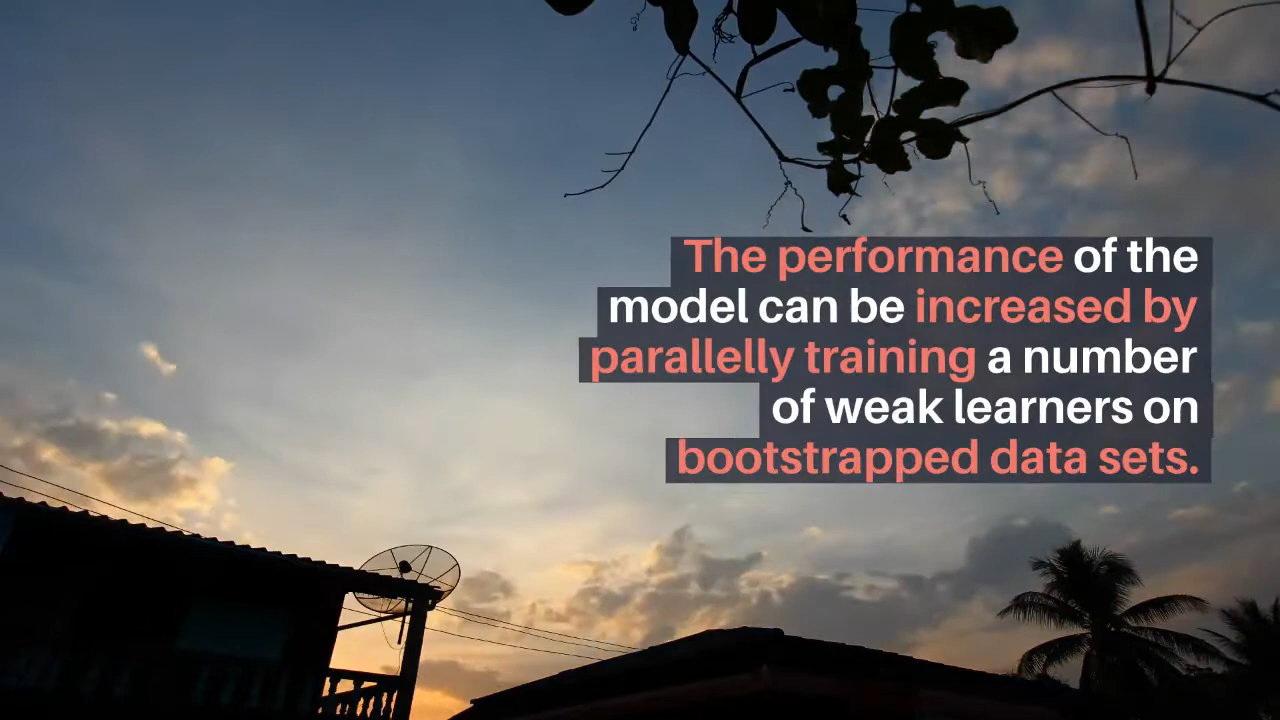 The performance of the
model can be increased by
parallelly training a number
of weak learners on
bootstrapped data sets.